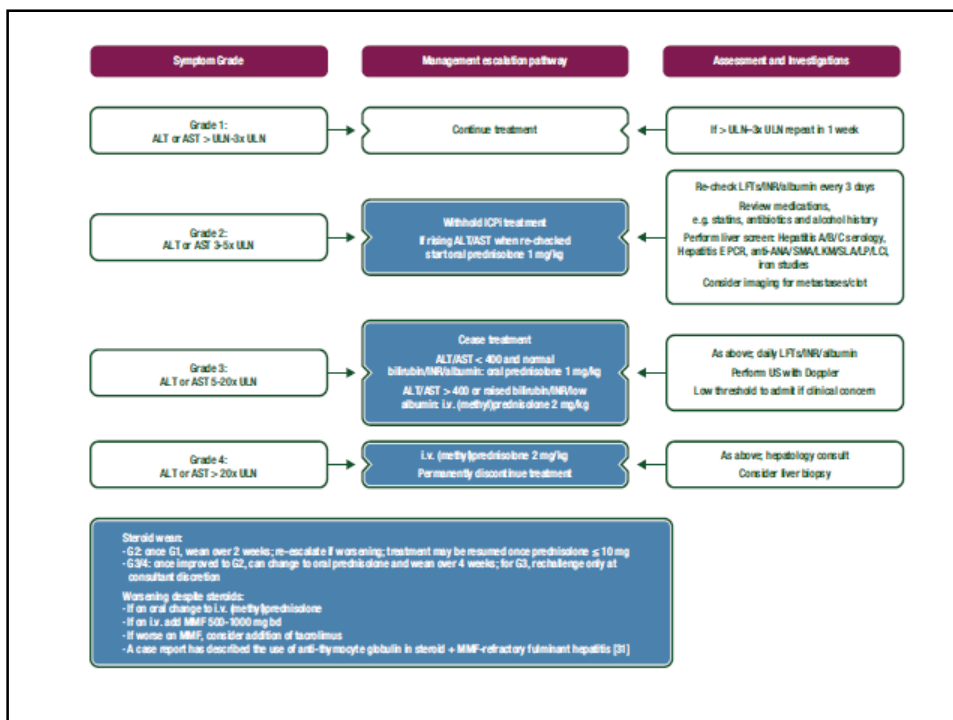 Symptom Grade
Management escalation pathway
Assessment and Investigations
Grade 1:
ALT or AST > ULN-3x ULN
Continue treatment
If > ULN–3x ULN repeat in 1 week
Grade 2:
ALT or AST 3-5x ULN
Withhold ICPi treatment
If rising ALT/AST when re-checked
start oral prednisolone 1 mg/kg
Re-check LFTs/INR/albumin every 3 days
Review medications,
e.g. statins, antibiotics and alcohol history
Perform liver screen: Hepatitis A/B/C serology,
Hepatitis E PCR, anti-ANA/SMA/LKM/SLA/LP/LCI,
iron studies
Consider imaging for metastases/clot
Grade 3:
ALT or AST 5-20x ULN
Cease treatment
ALT/AST < 400 and normal
bilirubin/INR/albumin: oral prednisolone 1 mg/kg
ALT/AST > 400 or raised bilirubin/INR/low
albumin: i.v. (methyl)prednisolone 2 mg/kg
As above; daily LFTs/INR/albumin
Perform US with Doppler
Low threshold to admit if clinical concern
Grade 4:
ALT or AST > 20x ULN
i.v. (methyl)prednisolone 2 mg/kg
Permanently discontinue treatment
As above; hepatology consult
Consider liver biopsy
Steroid wean:
- G2: once G1, wean over 2 weeks; re-escalate if worsening; treatment may be resumed once prednisolone ≤ 10 mg
- G3/4: once improved to G2, can change to oral prednisolone and wean over 4 weeks; for G3, rechallenge only at
consultant discretion
Worsening despite steroids:
- If on oral change to i.v. (methyl)prednisolone
- If on i.v. add MMF 500-1000 mg bd
- If worse on MMF, consider addition of tacrolimus
- A case report has described the use of anti-thymocyte globulin in steroid + MMF-refractory fulminant hepatitis [31]